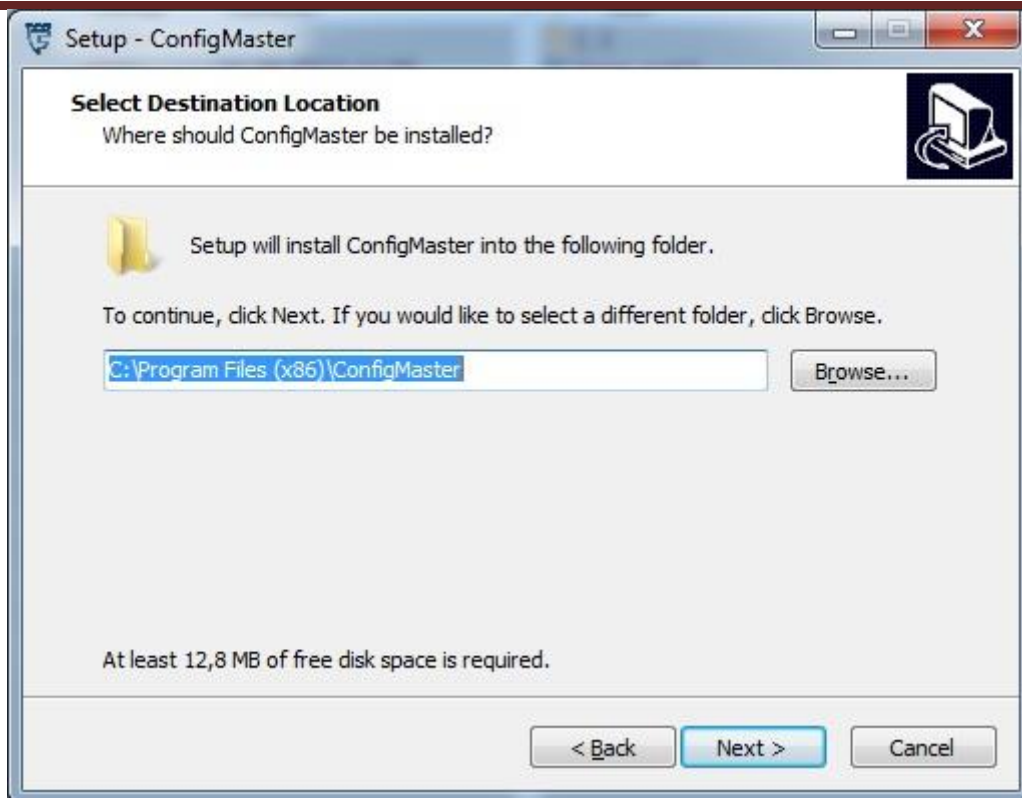 Setup - ConfigMaster
Select Destination Location
Where should ConfigMaster be installed?
Setup will install ConfigMaster into the following folder.
To continue, click Next. If you would like to select a different folder, click Browse.
C:\Program Files (x86)\ConfigMaster
Browse...
At least 12,8 MB of free disk space is required.
< Back
Next >
Cancel